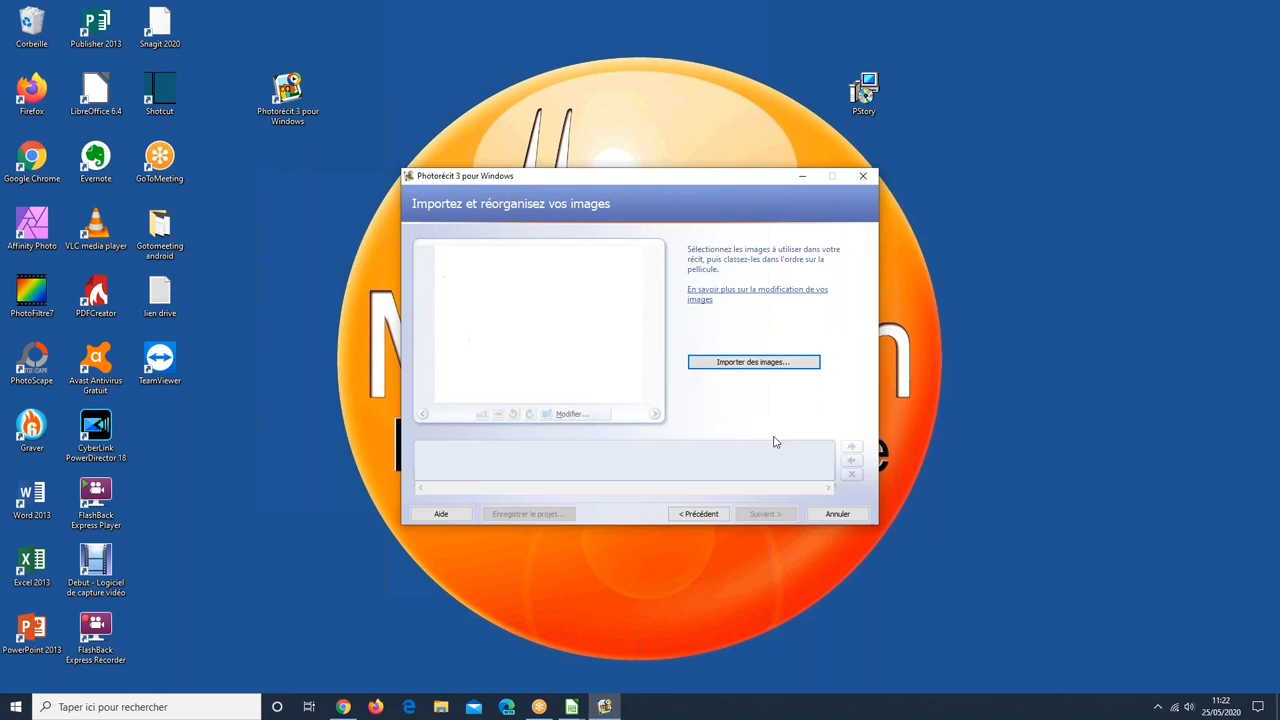 Corbeille
Publisher 2013
Snagit 2020
Firefox
LibreOffice 6.4
Shotcut
Photorécit 3 pour
Windows
PStory
Google Chrome
Evernote
GoToMeeting
Affinity Photo
VLC media player
Gotomeeting
android
PhotoFiltre7
PDFCreator
lien drive
PhotoScape
Avast Antivirus
Gratuit
TeamViewer
Graver
CyberLink
PowerDirector 18
Word 2013
FlashBack
Express Player
Excel 2013
Debut - Logiciel
de capture vidéo
PowerPoint 2013
FlashBack
Express Recorder
Photorécit 3 pour Windows
Importez et réorganisez vos images
Sélectionnez les images à utiliser dans votre
récit, puis classez-les dans l'ordre sur la
pellicule.
En savoir plus sur la modification de vos
images
Importer des images...
Modifier...
Aide
Enregistrer le projet...
< Précédent
Suivant >
Annuler
Taper ici pour rechercher
11:22
25/05/2020